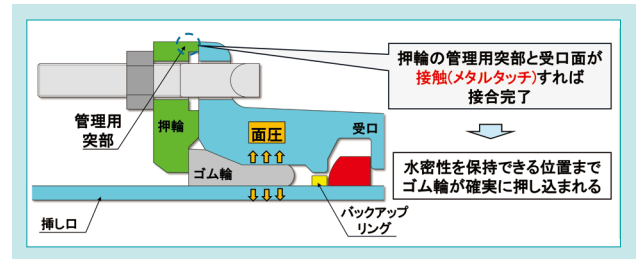 押輪の管理用突部と受口面が
接触(メタルタッチ)すれば
接合完了
管理用
突部
押輪
面圧
受口
ゴム輪
水密性を保持できる位置まで
ゴム輪が確実に押し込まれる
挿し口
バックアップ
リング